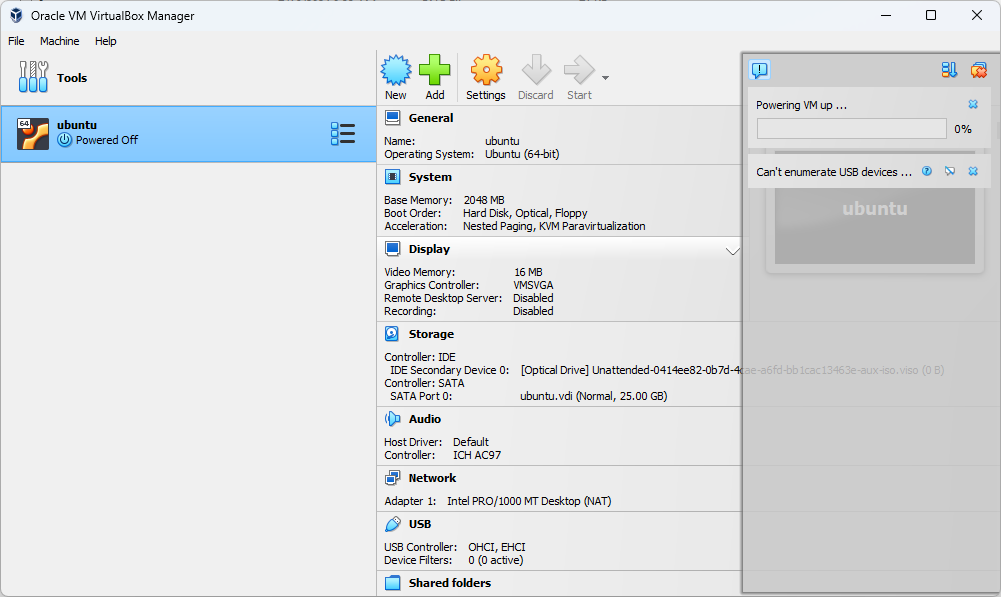 Oracle VM VirtualBox Manager
File Machine Help
Tools
64
ubuntu
Powered Off
New Add Settings Discard Start
General
Name: ubuntu
Operating System: Ubuntu (64-bit)
System
Base Memory: 2048 MB
Boot Order: Hard Disk, Optical, Floppy
Acceleration: Nested Paging, KVM Paravirtualization
Display
Video Memory: 16 MB
Graphics Controller: VMSVGA
Remote Desktop Server: Disabled
Recording: Disabled
Storage
Controller: IDE
IDE Secondary Device 0: [Optical Drive] Unattended-0414ee82-0b7d-4cae-a6fd-bb1cac13463e-aux-iso.viso (0 B)
Controller: SATA
SATA Port 0: ubuntu.vdi (Normal, 25.00 GB)
Audio
Host Driver: Default
Controller: ICH AC97
Network
Adapter 1: Intel PRO/1000 MT Desktop (NAT)
USB
USB Controller: OHCI, EHCI
Device Filters: 0 (0 active)
Shared folders
Powering VM up ...
0%
Can't enumerate USB devices ...
ubuntu